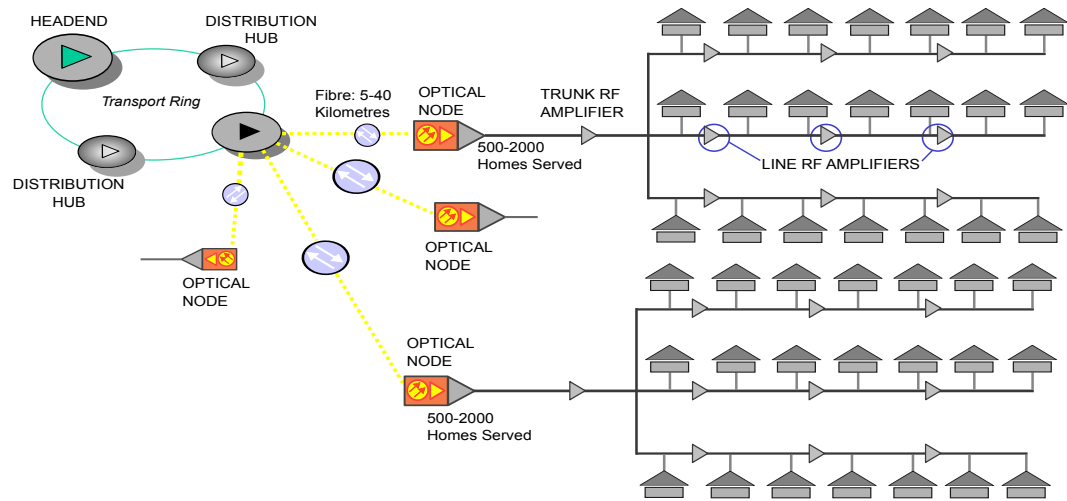 HEADEND
DISTRIBUTION
HUB
Transport Ring
DISTRIBUTION
HUB
Fibre: 5-40
Kilometres
OPTICAL
NODE
500-2000
Homes Served
TRUNK RF
AMPLIFIER
LINE RF AMPLIFIERS
OPTICAL
NODE
OPTICAL
NODE
OPTICAL
NODE
500-2000
Homes Served